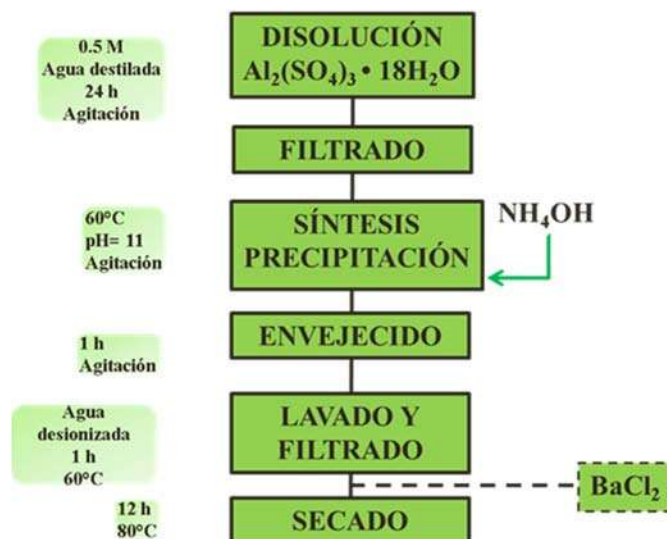 0.5 M
Agua destilada
24 h
Agitación
DISOLUCIÓN
Al₂(SO₄)₃ • 18H₂O
FILTRADO
60°C
pH= 11
Agitación
SÍNTESIS
PRECIPITACIÓN
NH₄OH
1 h
Agitación
ENVEJECIDO
Agua
desionizada
1 h
60°C
LAVADO Y
FILTRADO
BaCl₂
12 h
80°C
SECADO